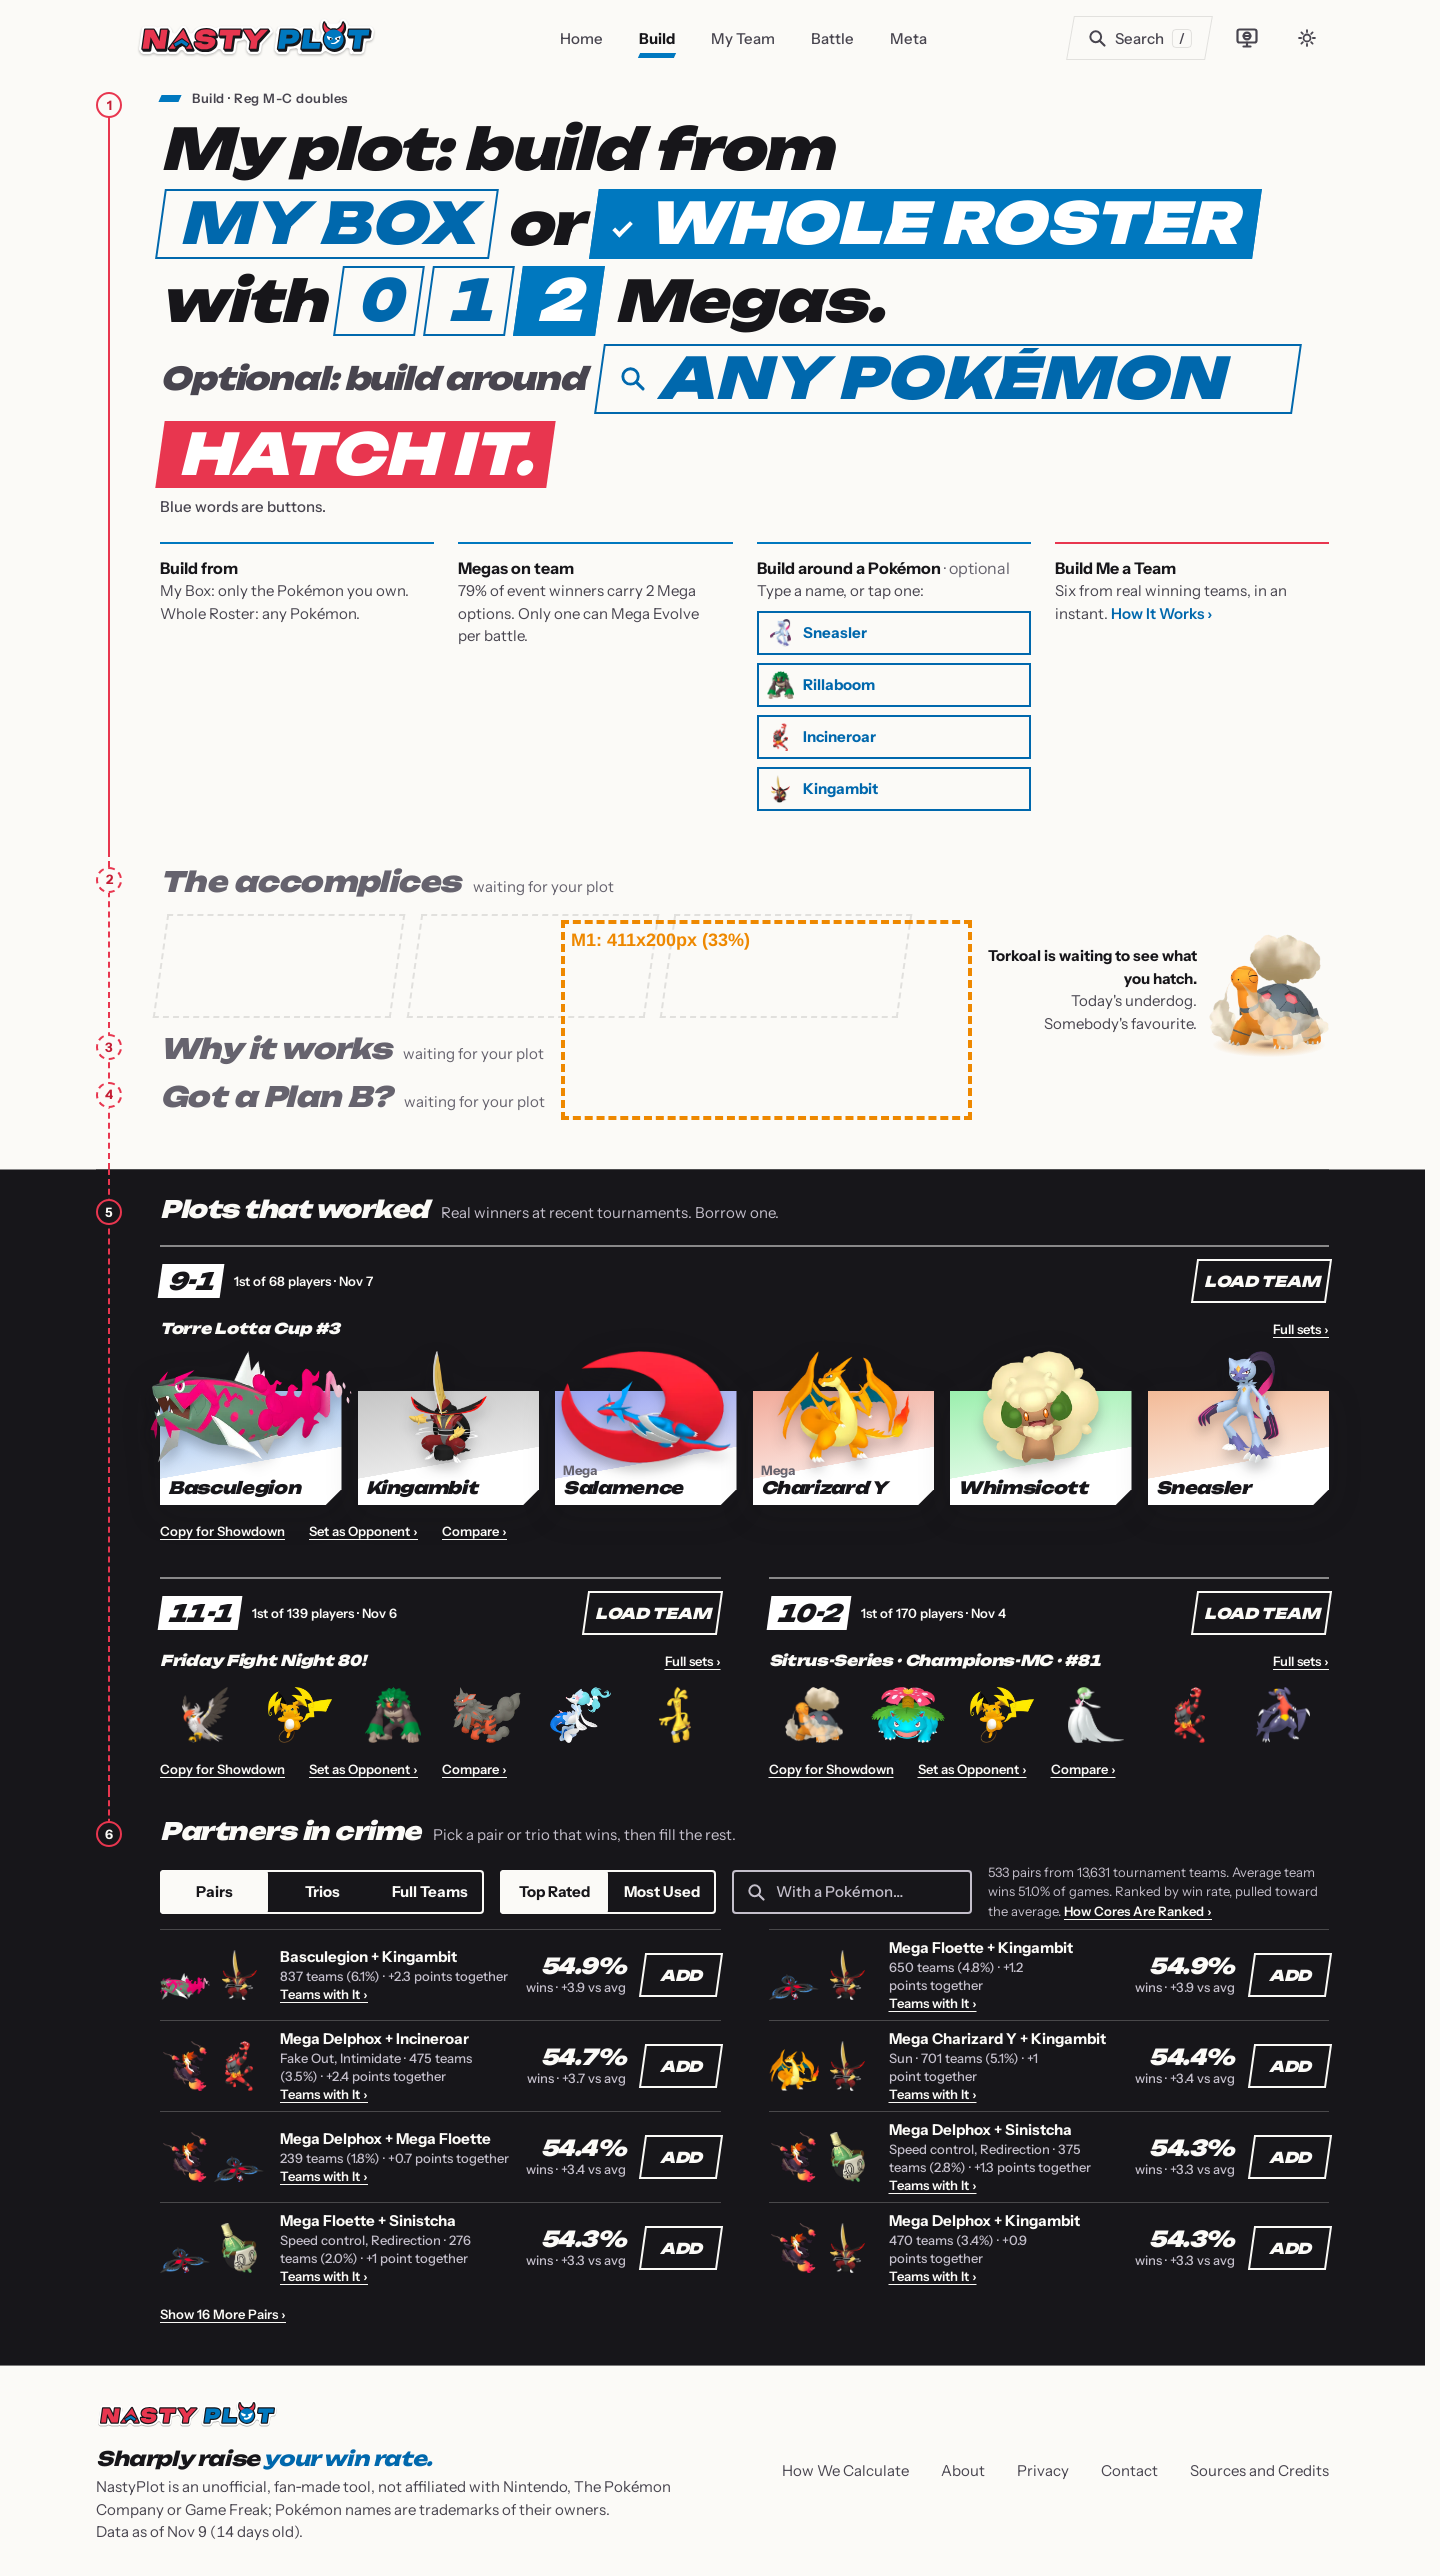 NASTY PLOT
Home
Build
My Team
Battle
Meta
Search /
1
Build · Reg M-C doubles
My plot: build from
MY BOX or WHOLE ROSTER
with 0 1 2 Megas.
Optional: build around ANY POKÉMON
HATCH IT.
Blue words are buttons.
Build from
My Box: only the Pokémon you own.
Whole Roster: any Pokémon.
Megas on team
79% of event winners carry 2 Mega
options. Only one can Mega Evolve
per battle.
Build around a Pokémon · optional
Type a name, or tap one:
Sneasler
Rillaboom
Incineroar
Kingambit
Build Me a Team
Six from real winning teams, in an
instant. How It Works ›
2
The accomplices waiting for your plot
M1: 411x200px (33%)
Torkoal is waiting to see what
you hatch.
Today's underdog.
Somebody's favourite.
3
Why it works waiting for your plot
4
Got a Plan B? waiting for your plot
5
Plots that worked Real winners at recent tournaments. Borrow one.
9-1 1st of 68 players · Nov 7
LOAD TEAM
Torre Lotta Cup #3
Full sets ›
Basculegion
Kingambit
Mega
Salamence
Mega
Charizard Y
Whimsicott
Sneasler
Copy for Showdown
Set as Opponent ›
Compare ›
11-1 1st of 139 players · Nov 6
LOAD TEAM
Friday Fight Night 80!
Full sets ›
Copy for Showdown
Set as Opponent ›
Compare ›
10-2 1st of 170 players · Nov 4
LOAD TEAM
Sitrus-Series • Champions-MC • #81
Full sets ›
Copy for Showdown
Set as Opponent ›
Compare ›
6
Partners in crime Pick a pair or trio that wins, then fill the rest.
Pairs
Trios
Full Teams
Top Rated
Most Used
With a Pokémon...
533 pairs from 13,631 tournament teams. Average team
wins 51.0% of games. Ranked by win rate, pulled toward
the average. How Cores Are Ranked ›
Basculegion + Kingambit
837 teams (6.1%) · +2.3 points together
Teams with It ›
54.9%
wins · +3.9 vs avg
ADD
Mega Floette + Kingambit
650 teams (4.8%) · +1.2
points together
Teams with It ›
54.9%
wins · +3.9 vs avg
ADD
Mega Delphox + Incineroar
Fake Out, Intimidate · 475 teams
(3.5%) · +2.4 points together
Teams with It ›
54.7%
wins · +3.7 vs avg
ADD
Mega Charizard Y + Kingambit
Sun · 701 teams (5.1%) · +1
point together
Teams with It ›
54.4%
wins · +3.4 vs avg
ADD
Mega Delphox + Mega Floette
239 teams (1.8%) · +0.7 points together
Teams with It ›
54.4%
wins · +3.4 vs avg
ADD
Mega Delphox + Sinistcha
Speed control, Redirection · 375
teams (2.8%) · +1.3 points together
Teams with It ›
54.3%
wins · +3.3 vs avg
ADD
Mega Floette + Sinistcha
Speed control, Redirection · 276
teams (2.0%) · +1 point together
Teams with It ›
54.3%
wins · +3.3 vs avg
ADD
Mega Delphox + Kingambit
470 teams (3.4%) · +0.9
points together
Teams with It ›
54.3%
wins · +3.3 vs avg
ADD
Show 16 More Pairs ›
NASTY PLOT
Sharply raise your win rate.
NastyPlot is an unofficial, fan-made tool, not affiliated with Nintendo, The Pokémon
Company or Game Freak; Pokémon names are trademarks of their owners.
Data as of Nov 9 (14 days old).
How We Calculate
About
Privacy
Contact
Sources and Credits